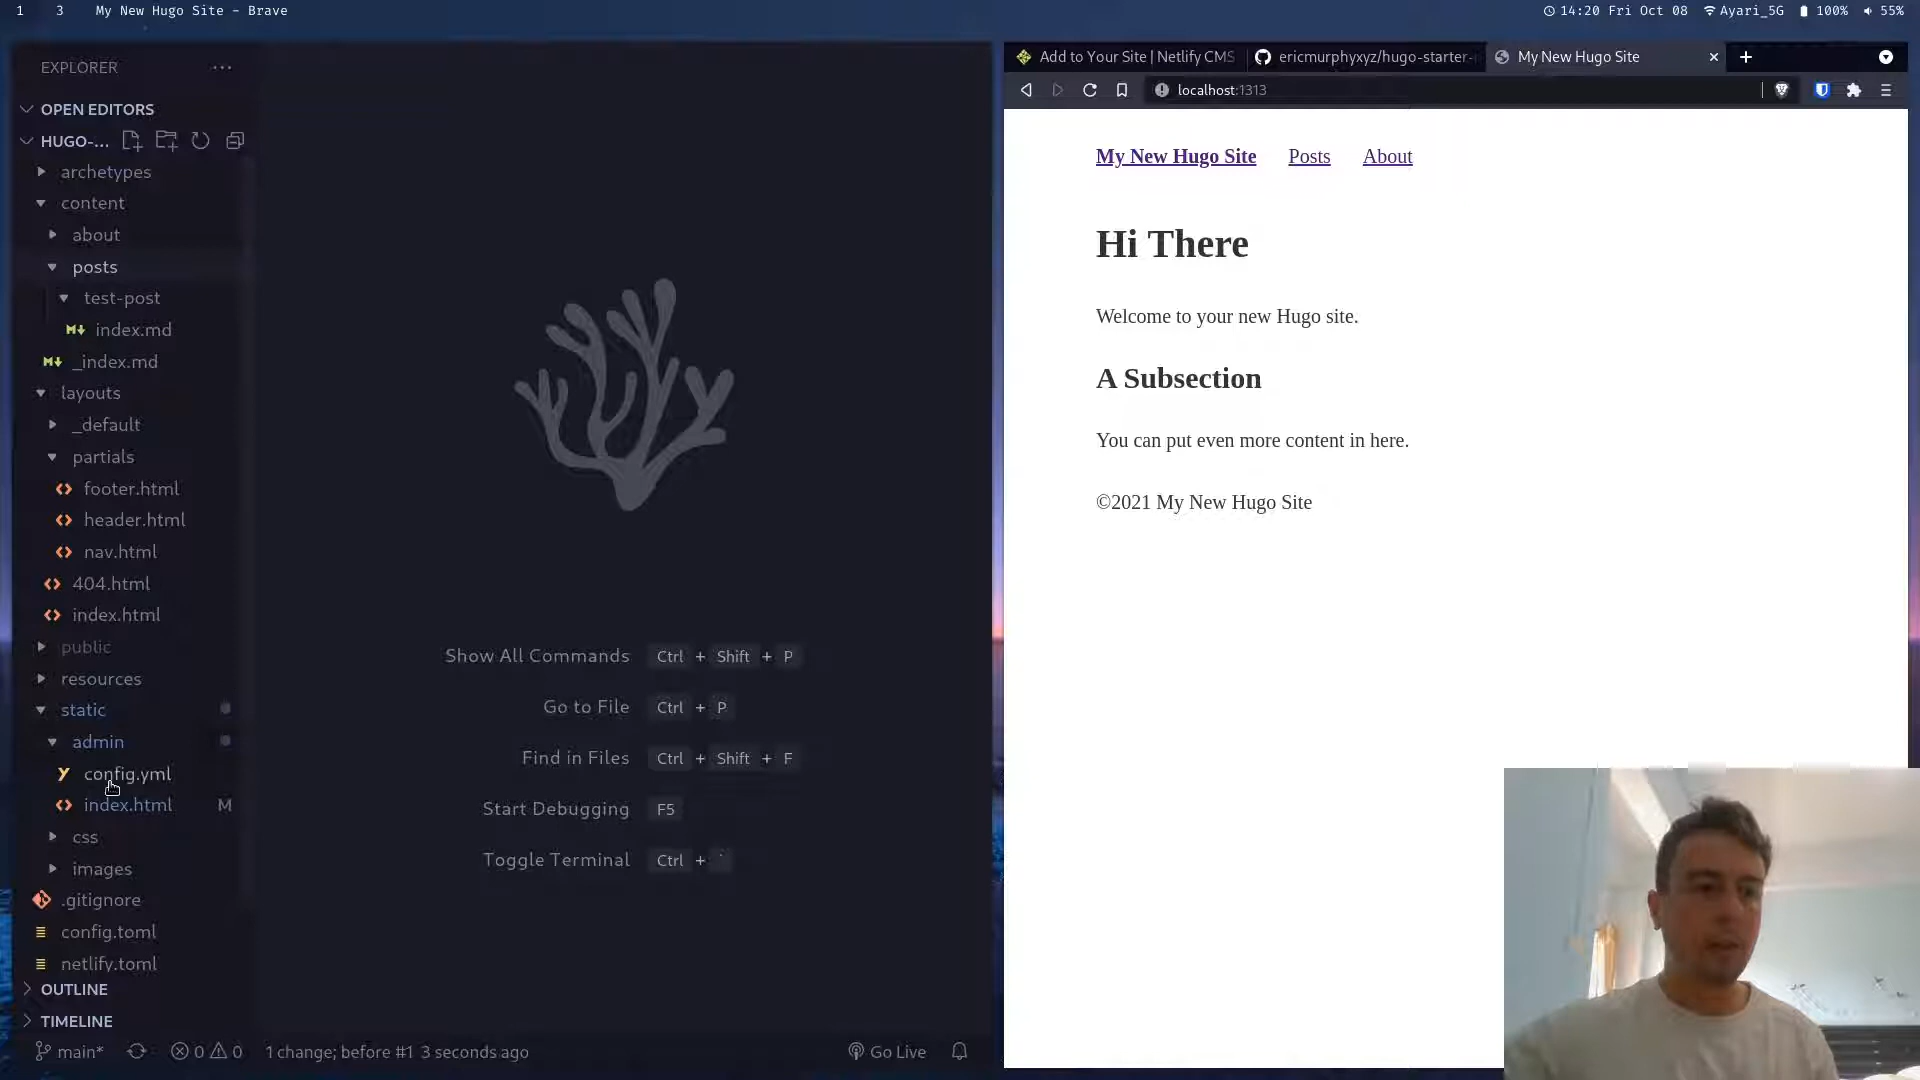 1 3 My New Hugo Site - Brave
14:20 Fri Oct 08 Ayari_5G 100% 55%
EXPLORER ···
OPEN EDITORS
HUGO-...
archetypes
content
about
posts
test-post
index.md
_index.md
layouts
_default
partials
footer.html
header.html
nav.html
404.html
index.html
public
resources
static
admin
config.yml
index.html M
css
images
.gitignore
config.toml
netlify.toml
OUTLINE
TIMELINE
main* 0 0 1 change; before #1 3 seconds ago Go Live
Show All Commands Ctrl + Shift + P
Go to File Ctrl + P
Find in Files Ctrl + Shift + F
Start Debugging F5
Toggle Terminal Ctrl + `
Add to Your Site | Netlify CMS ericmurphyxyz/hugo-starter- My New Hugo Site
localhost:1313
My New Hugo Site Posts About
Hi There
Welcome to your new Hugo site.
A Subsection
You can put even more content in here.
©2021 My New Hugo Site